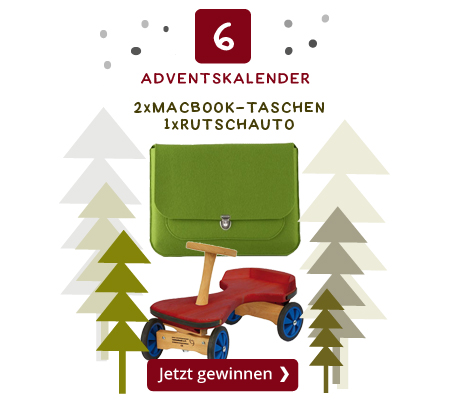 6
ADVENTSKALENDER
2xMACBOOK-TASCHEN
1xRUTSCHAUTO
Jetzt gewinnen ❯